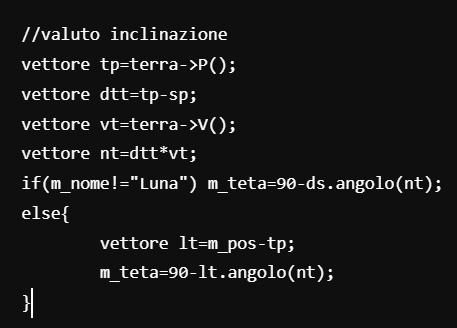 //valuto inclinazione
vettore tp=terra->P();
vettore dtt=tp-sp;
vettore vt=terra->V();
vettore nt=dtt*vt;
if(m_nome!="Luna") m_teta=90-ds.angolo(nt);
else{
        vettore lt=m_pos-tp;
        m_teta=90-lt.angolo(nt);
}